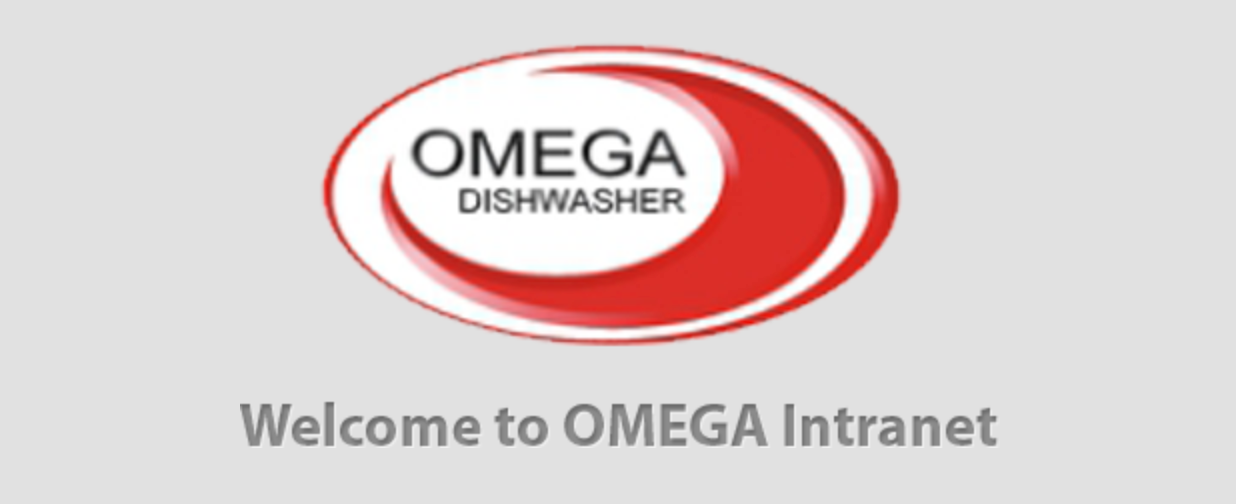 OMEGA
DISHWASHER
Welcome to OMEGA Intranet